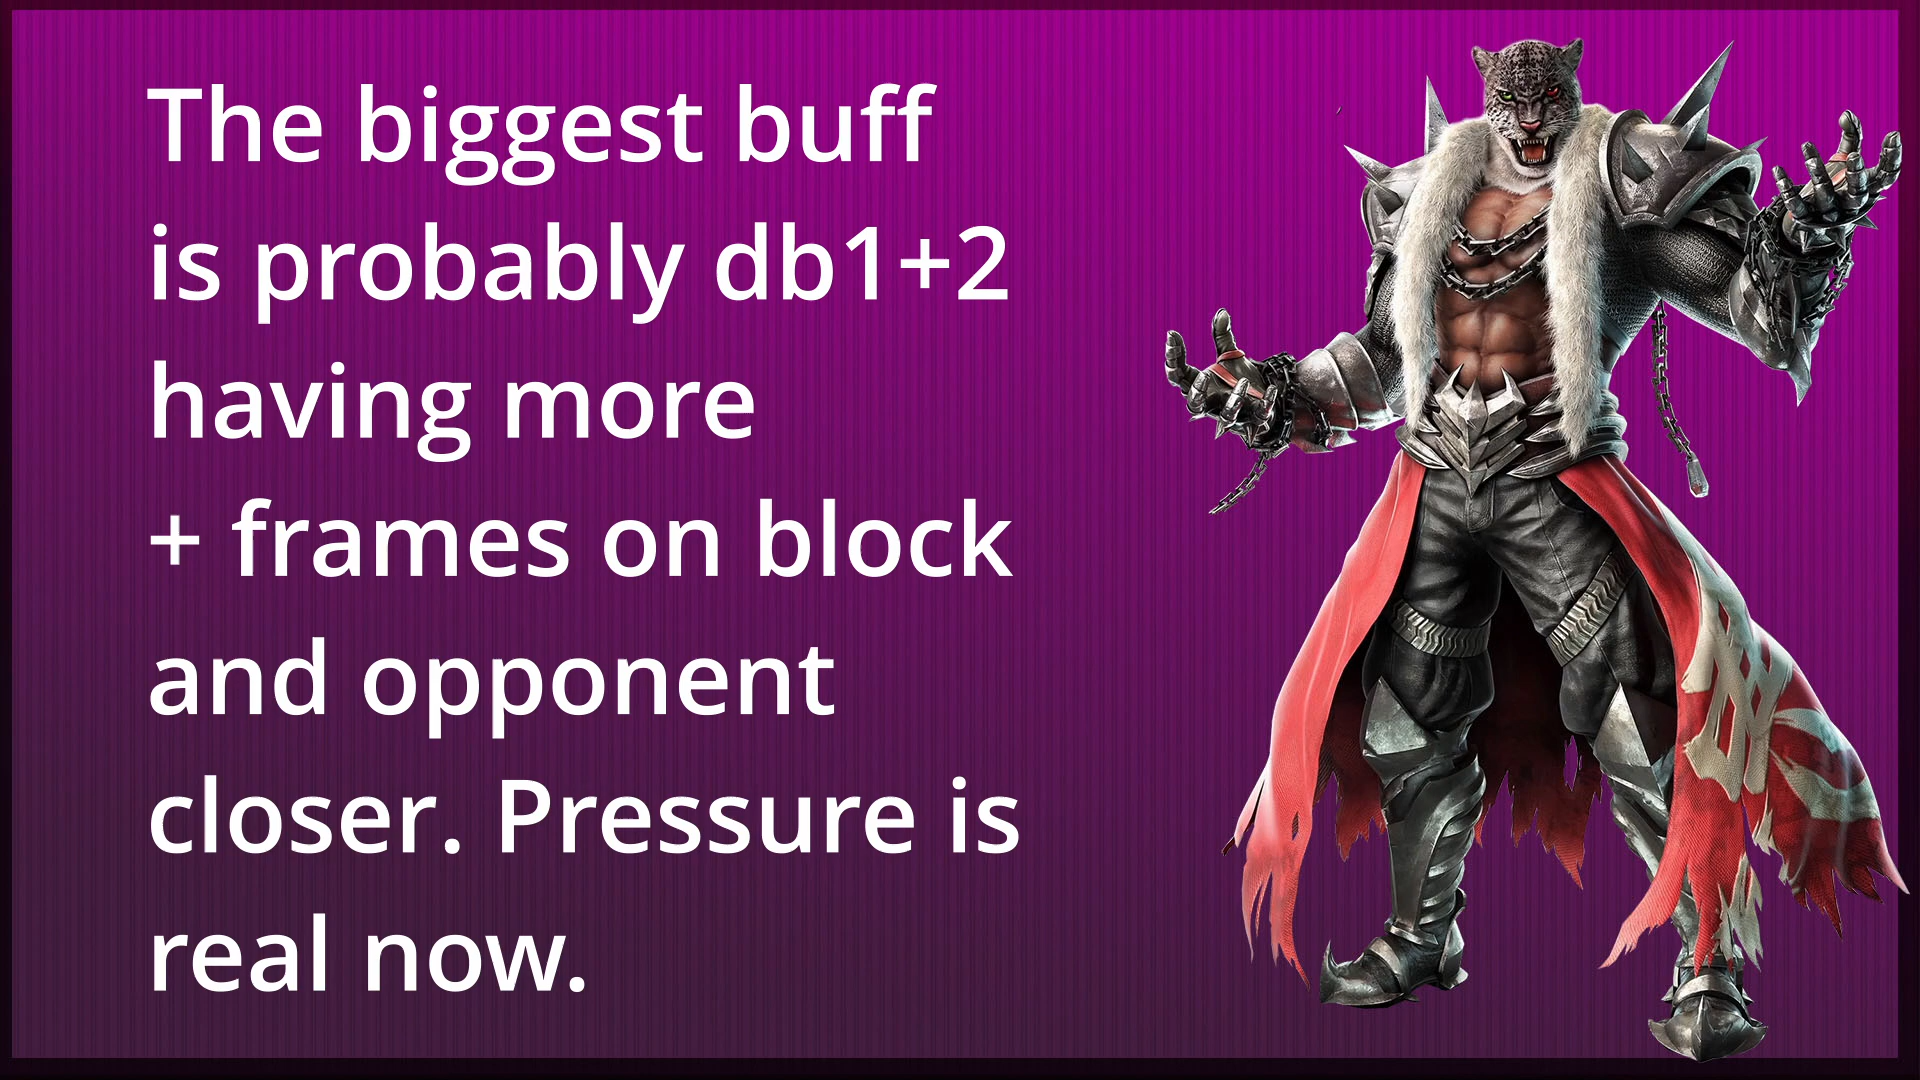 The biggest buff
is probably db1+2
having more
+ frames on block
and opponent
closer. Pressure is
real now.